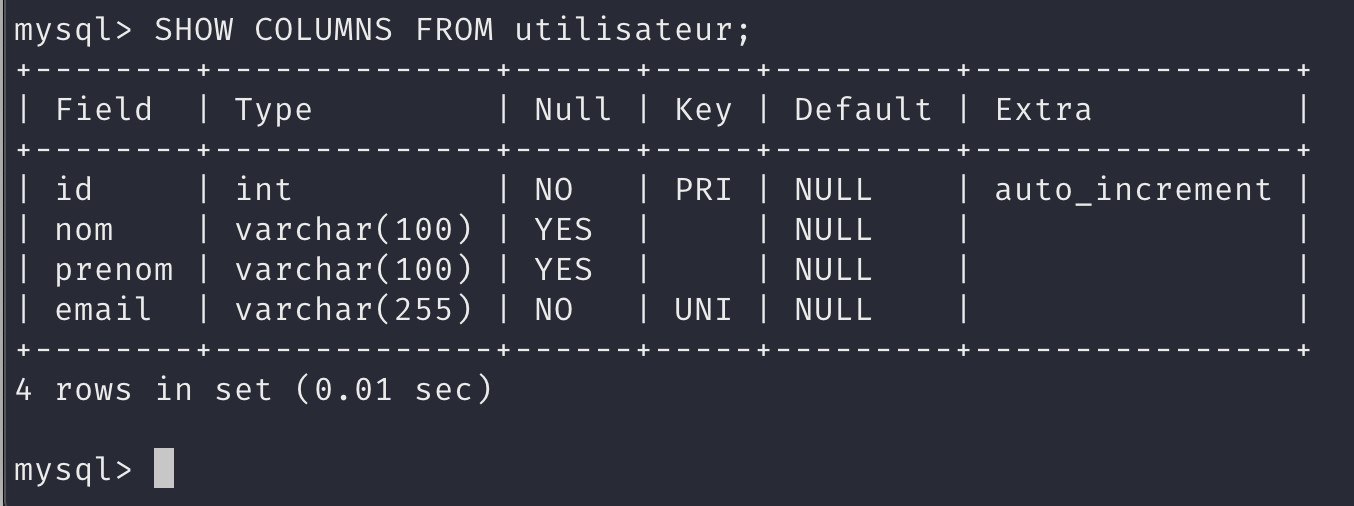 mysql> SHOW COLUMNS FROM utilisateur;
+--------+--------------+------+-----+---------+----------------+
| Field  | Type         | Null | Key | Default | Extra          |
+--------+--------------+------+-----+---------+----------------+
| id     | int          | NO   | PRI | NULL    | auto_increment |
| nom    | varchar(100) | YES  |     | NULL    |                |
| prenom | varchar(100) | YES  |     | NULL    |                |
| email  | varchar(255) | NO   | UNI | NULL    |                |
+--------+--------------+------+-----+---------+----------------+
4 rows in set (0.01 sec)
mysql>